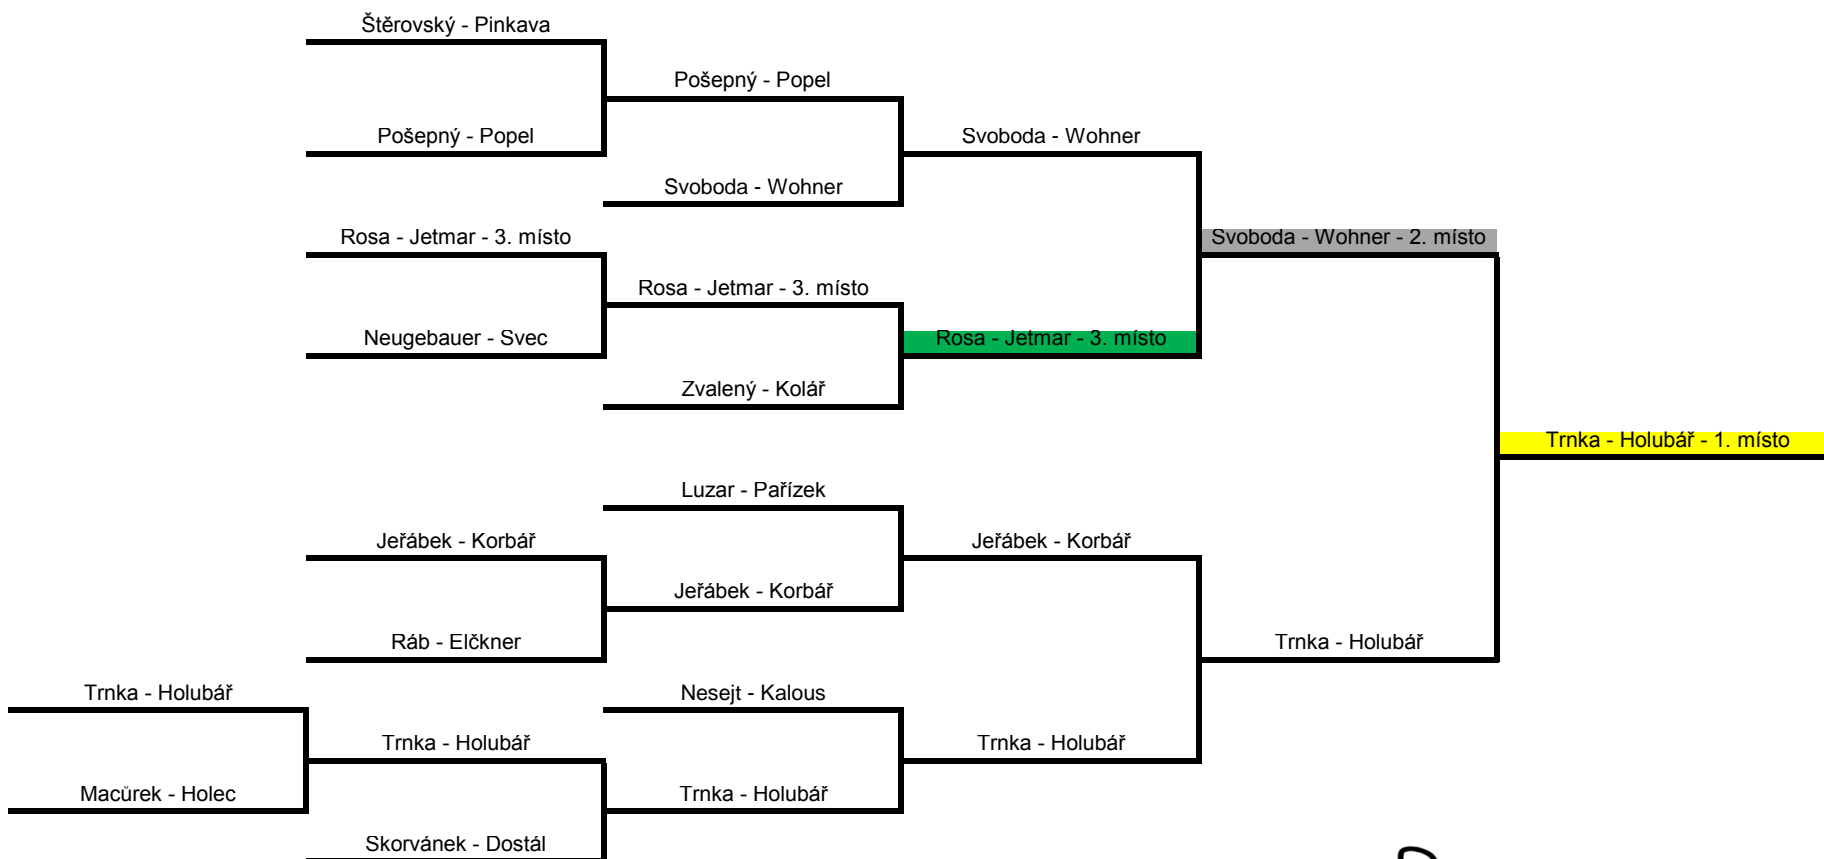 Štěrovský - Pinkava
Pošepný - Popel
Pošepný - Popel
Svoboda - Wohner
Svoboda - Wohner
Rosa - Jetmar - 3. místo
Svoboda - Wohner - 2. místo
Rosa - Jetmar - 3. místo
Neugebauer - Svec
Rosa - Jetmar - 3. místo
Zvalený - Kolář
Trnka - Holubář - 1. místo
Luzar - Pařízek
Jeřábek - Korbář
Jeřábek - Korbář
Jeřábek - Korbář
Ráb - Elčkner
Trnka - Holubář
Trnka - Holubář
Nesejt - Kalous
Trnka - Holubář
Trnka - Holubář
Macůrek - Holec
Trnka - Holubář
Skorvánek - Dostál